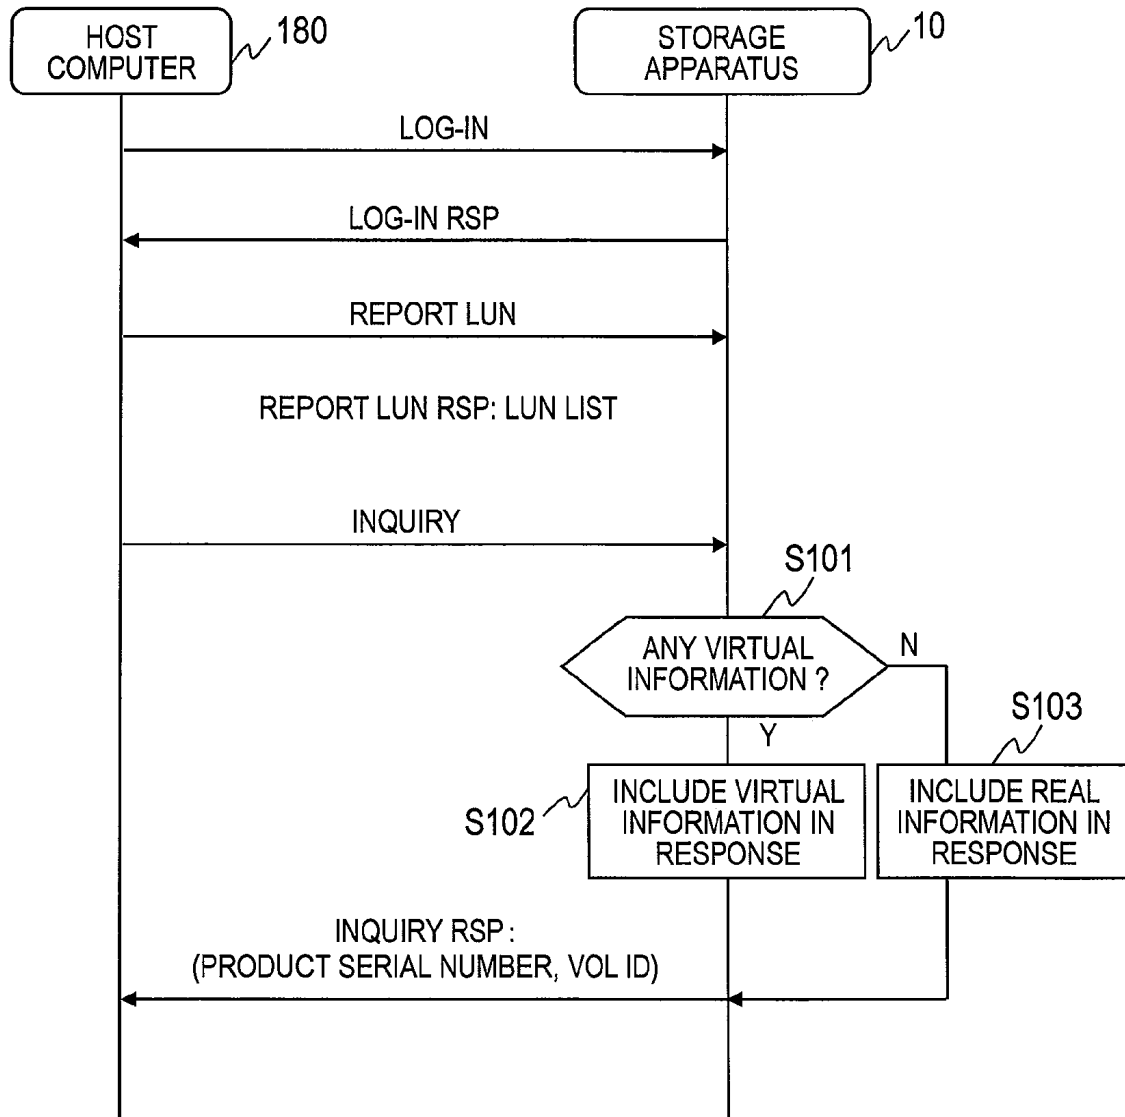 HOST
COMPUTER
180
STORAGE
APPARATUS
10
LOG-IN
LOG-IN RSP
REPORT LUN
REPORT LUN RSP: LUN LIST
INQUIRY
S101
ANY VIRTUAL
INFORMATION ?
N
Y
S103
S102
INCLUDE VIRTUAL
INFORMATION IN
RESPONSE
INCLUDE REAL
INFORMATION IN
RESPONSE
INQUIRY RSP :
(PRODUCT SERIAL NUMBER, VOL ID)